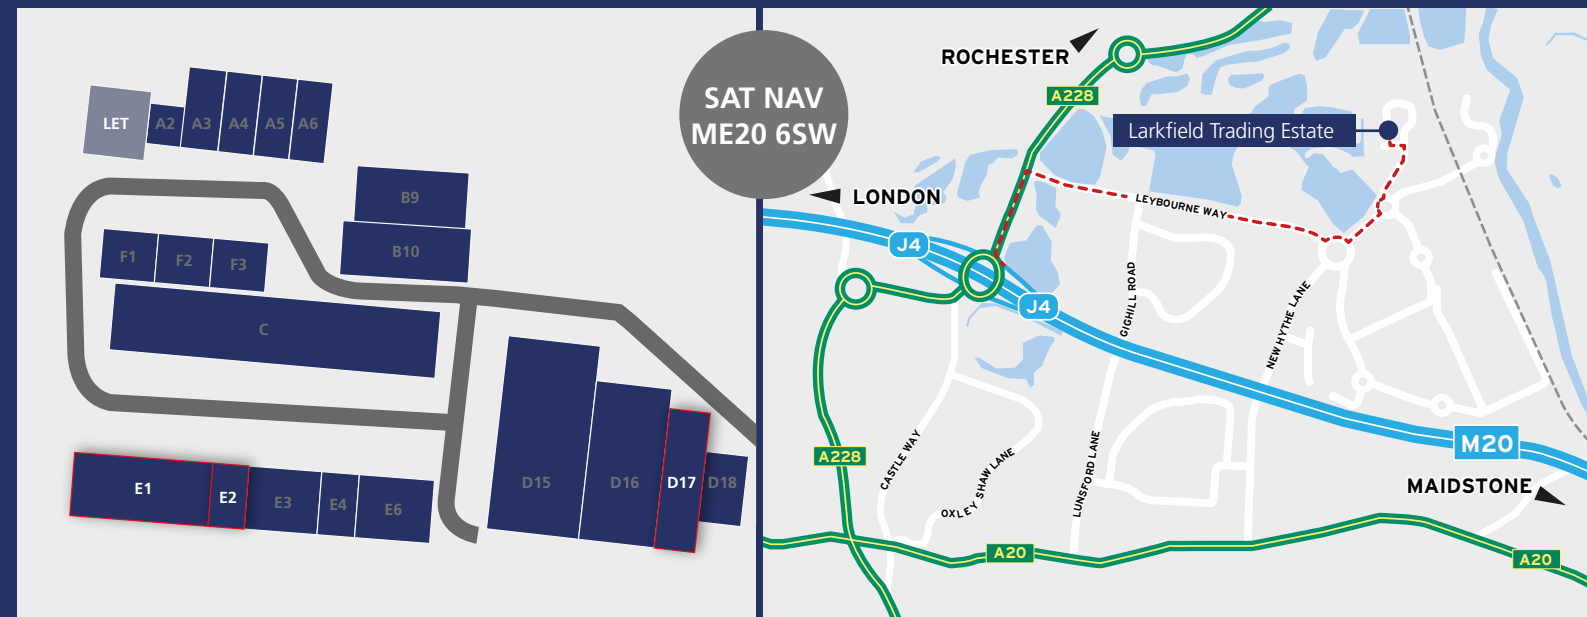 LET
A2
A3
A4
A5
A6
B9
B10
F1
F2
F3
C
E1
E2
E3
E4
E6
D15
D16
D17
D18
SAT NAV
ME20 6SW
ROCHESTER
A228
Larkfield Trading Estate
LONDON
LEYBOURNE WAY
J4
J4
GIGHILL ROAD
NEW HYTHE LANE
M20
MAIDSTONE
A228
CASTLE WAY
OXLEY SHAW LANE
LUNSFORD LANE
A20
A20